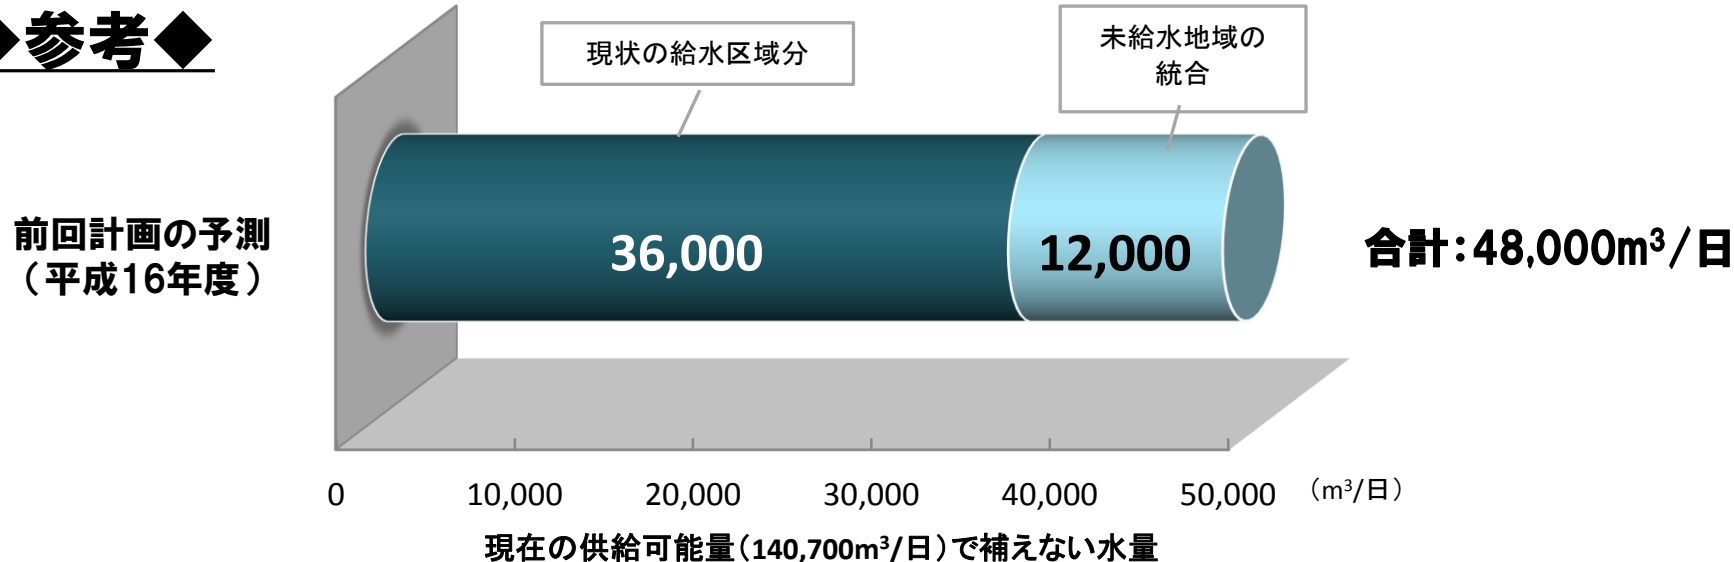 ◆参考◆
現状の給水区域分
未給水地域の
統合
前回計画の予測
（平成16年度）
36,000
12,000
合計：48,000m³/日
0 10,000 20,000 30,000 40,000 50,000 （m³/日）
現在の供給可能量（140,700m³/日）で補えない水量